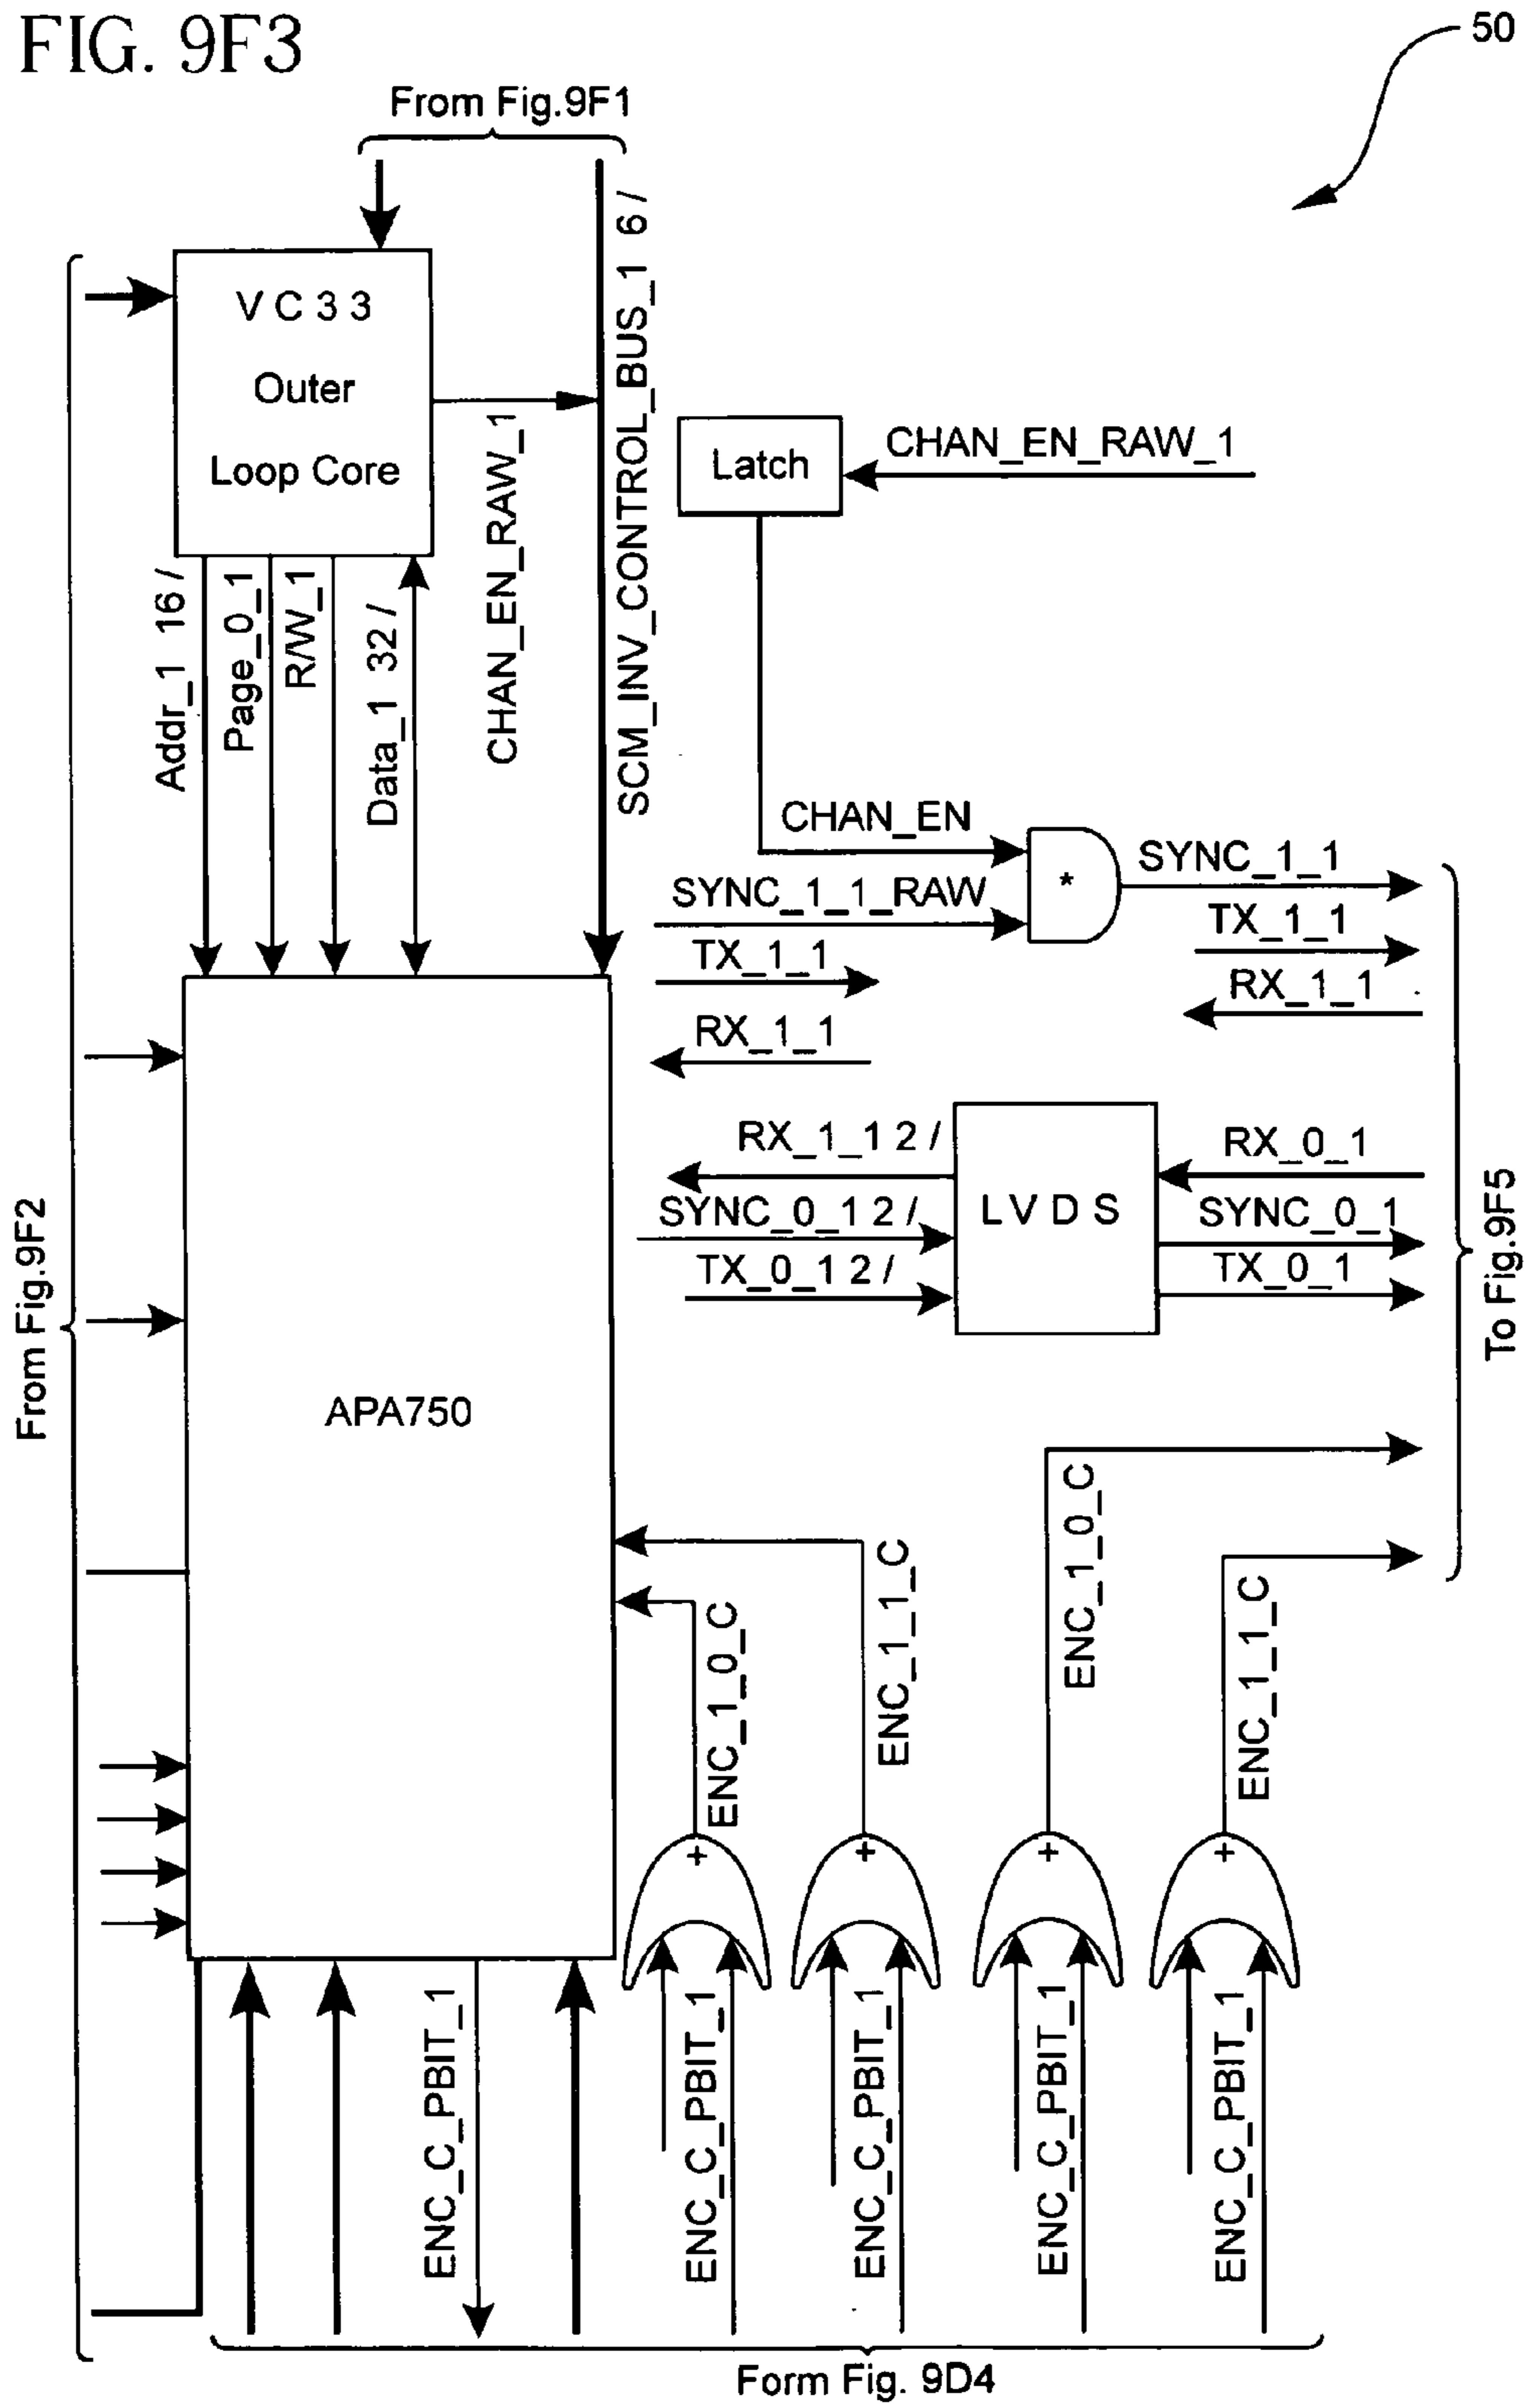 FIG. 9F3
50
From Fig.9F1
VC33
Outer
Loop Core
Addr_1 16 /
Page_0_1
R/W_1
Data_1 32 /
CHAN_EN_RAW_1
SCM_INV_CONTROL_BUS_1 6 /
Latch
CHAN_EN_RAW_1
CHAN_EN
*
SYNC_1_1
SYNC_1_1_RAW
TX_1_1
TX_1_1
RX_1_1
RX_1_1
RX_1_1 2 /
LVDS
RX_0_1
SYNC_0_1 2 /
SYNC_0_1
TX_0_1 2 /
TX_0_1
From Fig.9F2
To Fig.9F5
APA750
ENC_1_0_C
ENC_1_1_C
ENC_1_0_C
ENC_1_1_C
+
+
+
+
ENC_C_PBIT_1
ENC_C_PBIT_1
ENC_C_PBIT_1
ENC_C_PBIT_1
ENC_C_PBIT_1
Form Fig. 9D4